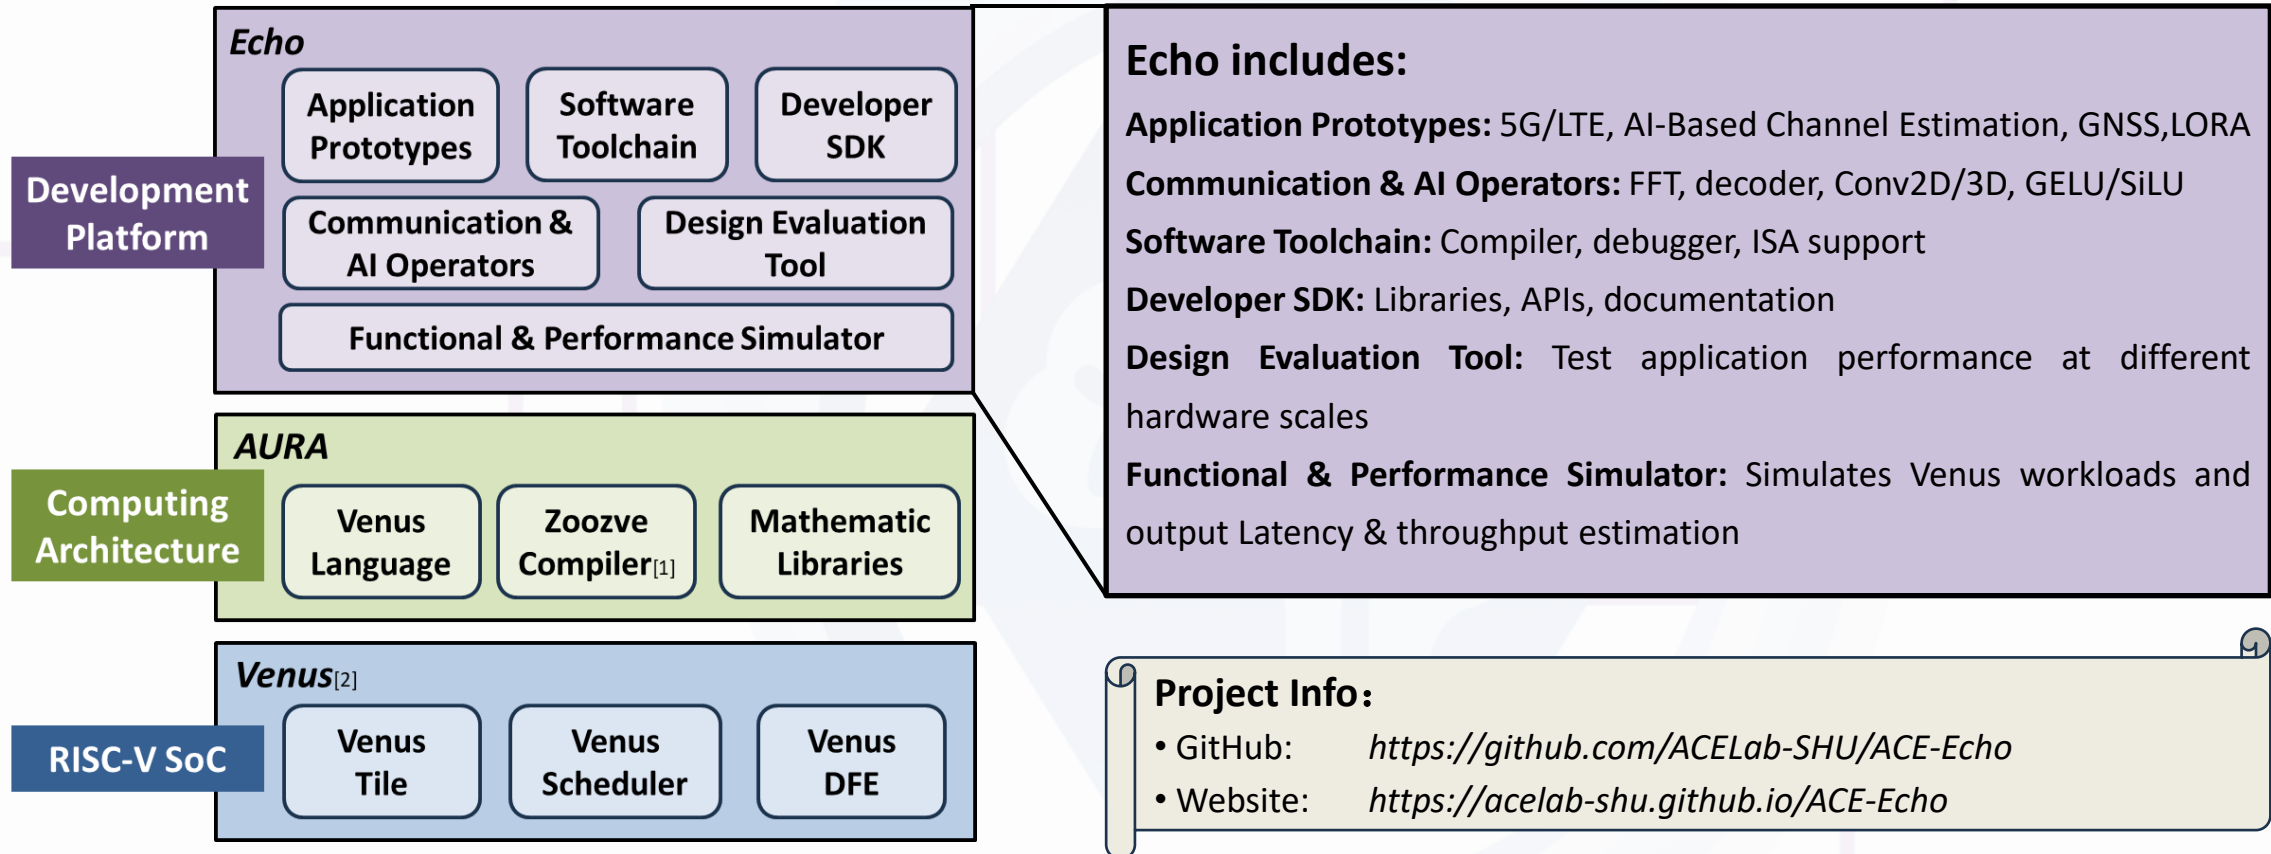 Echo
Application
Prototypes
Software
Toolchain
Developer
SDK
Development
Platform
Communication &
AI Operators
Design Evaluation
Tool
Functional & Performance Simulator
AURA
Computing
Architecture
Venus
Language
Zoozve
Compiler[1]
Mathematic
Libraries
Venus[2]
RISC-V SoC
Venus
Tile
Venus
Scheduler
Venus
DFE
Echo includes:
Application Prototypes: 5G/LTE, AI-Based Channel Estimation, GNSS,LORA
Communication & AI Operators: FFT, decoder, Conv2D/3D, GELU/SiLU
Software Toolchain: Compiler, debugger, ISA support
Developer SDK: Libraries, APIs, documentation
Design Evaluation Tool: Test application performance at different
hardware scales
Functional & Performance Simulator: Simulates Venus workloads and
output Latency & throughput estimation
Project Info：
• GitHub: https://github.com/ACELab-SHU/ACE-Echo
• Website: https://acelab-shu.github.io/ACE-Echo